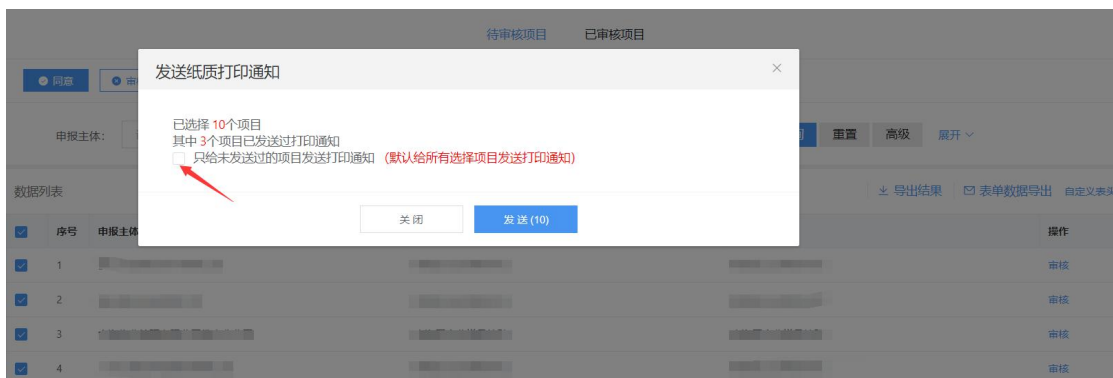 待审核项目 已审核项目
发送纸质打印通知
同意
申报主体:
重置 高级 展开
已选择 10个项目
其中 3个项目已发送过打印通知
只给未发送过的项目发送打印通知 (默认给所有选择项目发送打印通知)
数据列表
导出结果 表单数据导出 自定义表头
关闭 发送(10)
序号 申报主体 操作
1 审核
2 审核
3 审核
4 审核